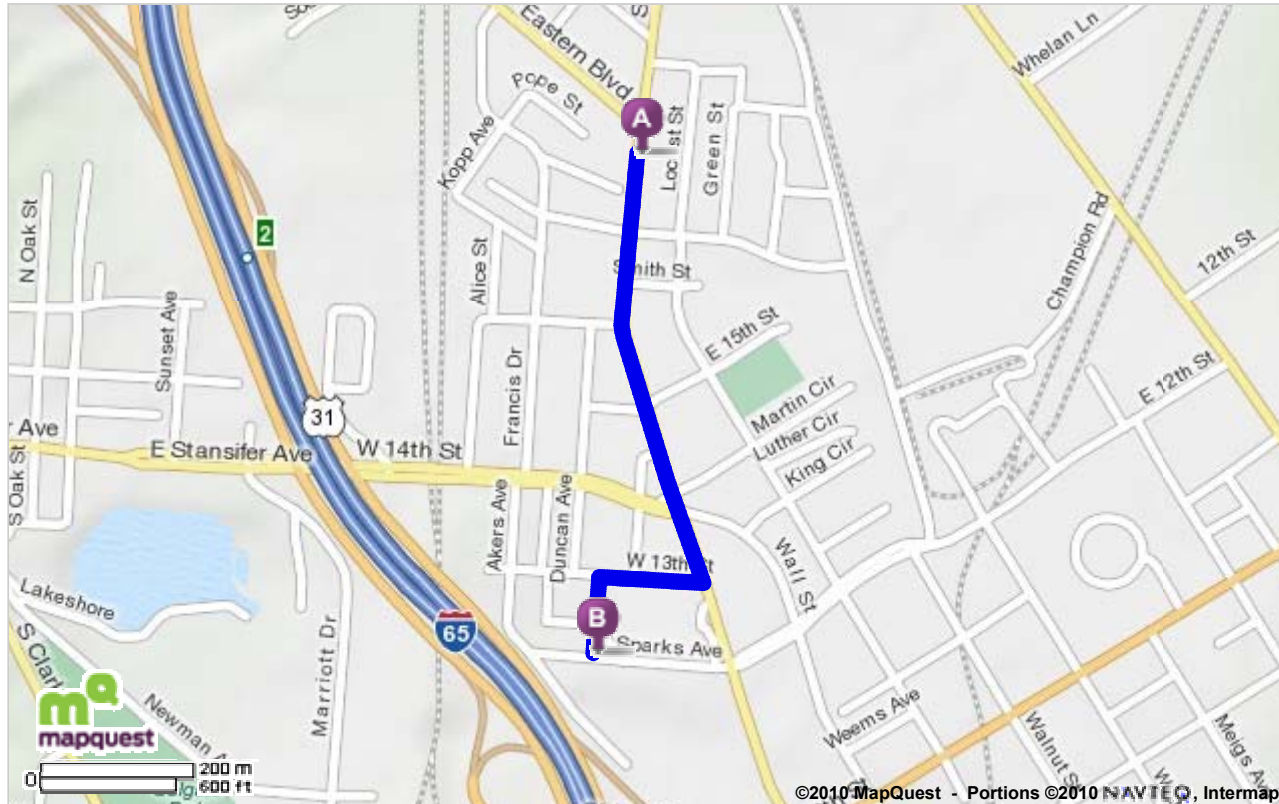 So
Eastern Blvd
S
Whelan Ln
Pope St
A
Kopp Ave
Green St
N Oak St
2
Champion Rd
12th St
Alice St
Smith St
Sunset Ave
E 15th St
Francis Dr
E 12th St
Martin Cir
31
r Ave
E Stansifer Ave
W 14th St
Luther Cir
King Cir
S Oak St
Akers Ave
Duncan Ave
W 13th St
Wall St
Lakeshore
65
B
Sparks Ave
S Clark
Marriott Dr
Newman A
Weems Ave
Walnut St
Meigs Av
mapquest
0
200 m
600 ft
©2010 MapQuest - Portions ©2010 NAVTEQ, Intermap